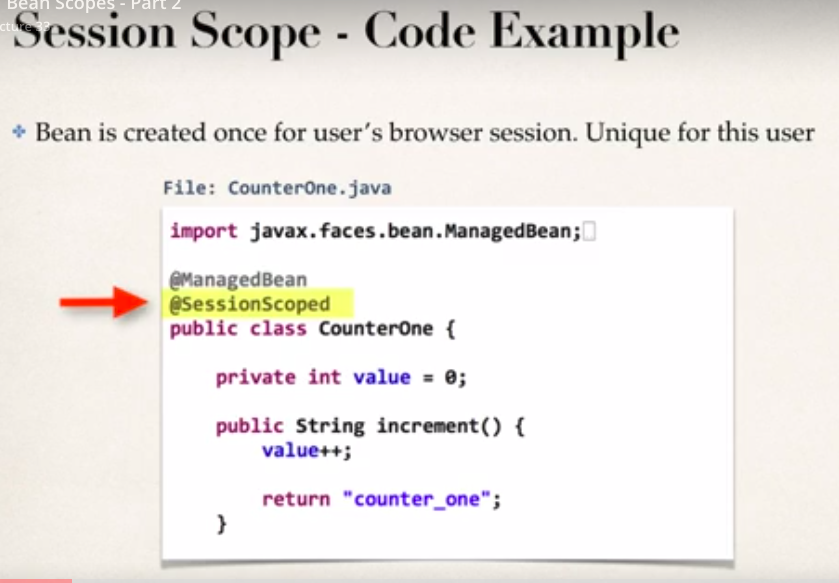 Bean Scopes - Part 2
Session Scope - Code Example
Bean is created once for user's browser session. Unique for this user
File: CounterOne.java
import javax.faces.bean.ManagedBean;
@ManagedBean
@SessionScoped
public class CounterOne {
private int value = 0;
public String increment() {
value++;
return "counter_one";
}